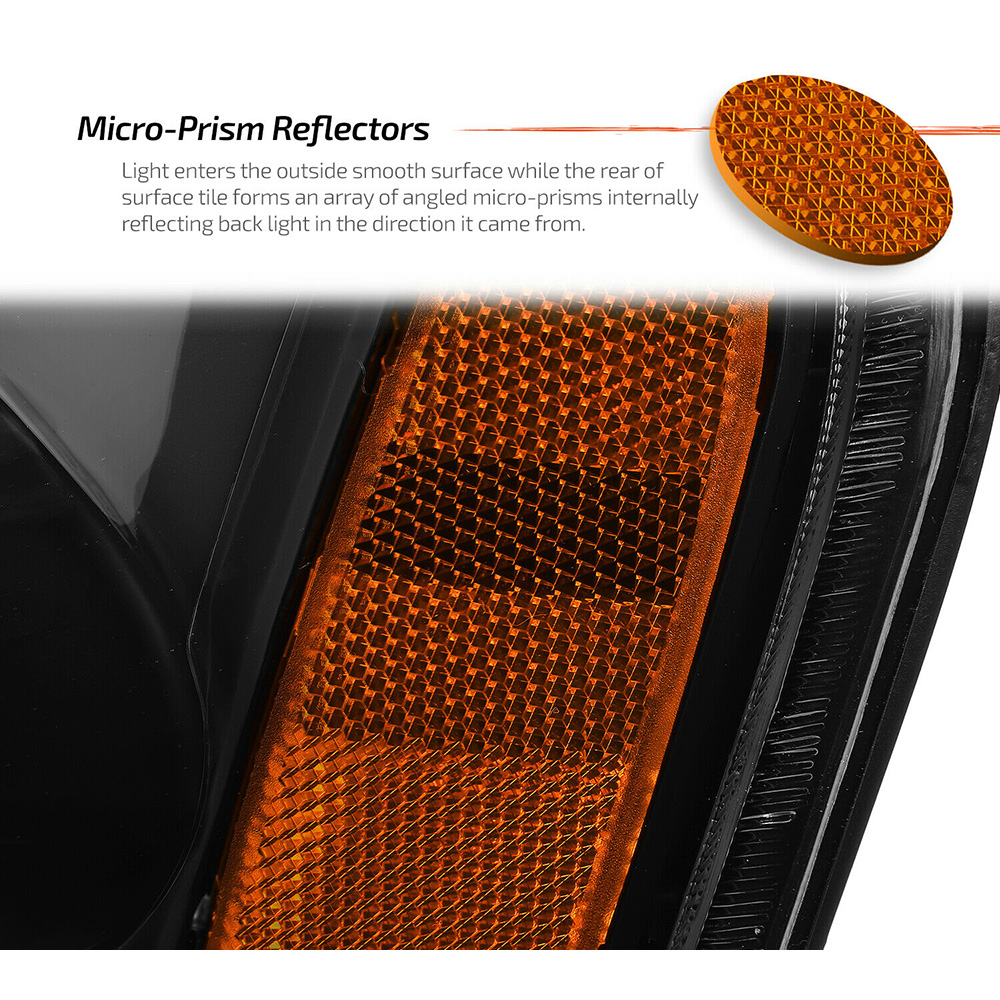 Micro-Prism Reflectors
Light enters the outside smooth surface while the rear of
surface tile forms an array of angled micro-prisms internally
reflecting back light in the direction it came from.